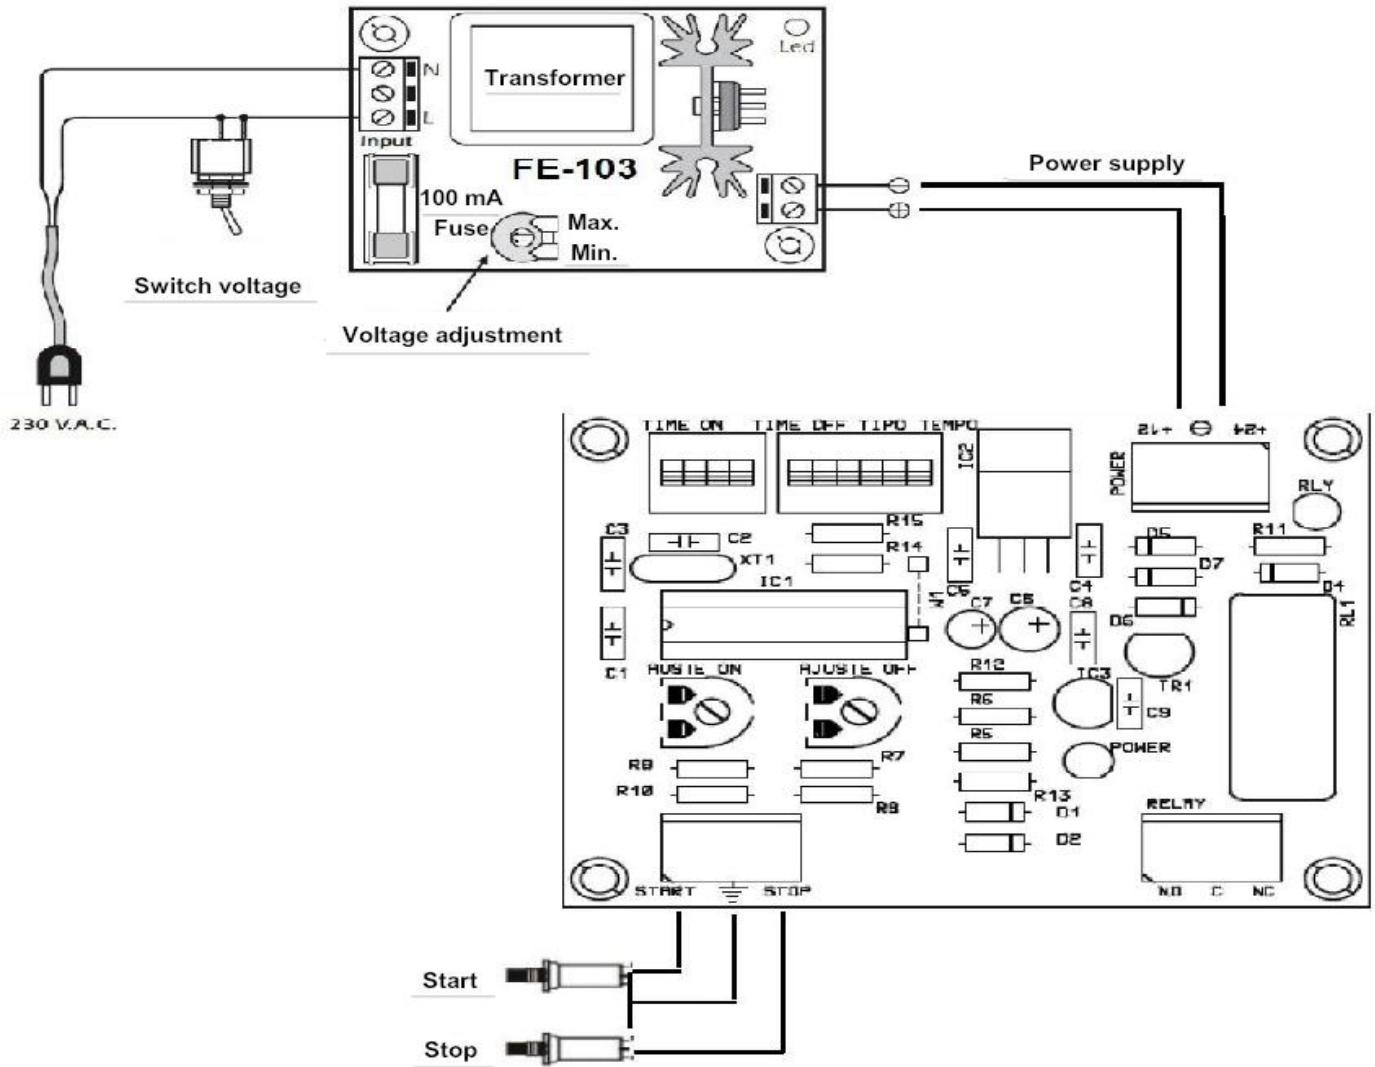 Led
N
Transformer
L
Input
FE-103
Power supply
100 mA
Fuse
Max.
Min.
Switch voltage
Voltage adjustment
230 V.A.C.
TIME ON TIME OFF TIPO TEMPO
IC2
+12
+24
POWER
RLY
C3
C2
R15
R14
XT1
IC1
W1
C6
C4
D5
D7
R11
D4
C7
C5
C8
D6
RL1
C1
AJUSTE ON
AJUSTE OFF
R12
IC3
TR1
R6
C9
R5
POWER
R8
R7
R10
R9
R13
D1
D2
RELAY
START
STOP
NO C NC
Start
Stop